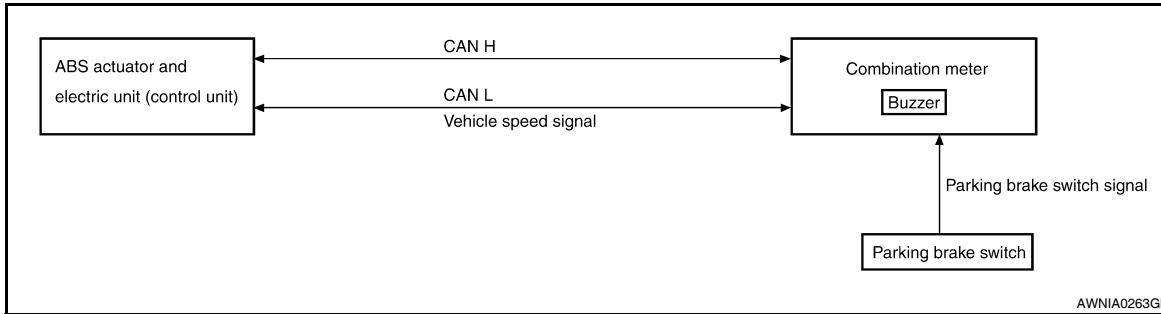 CAN H
ABS actuator and
electric unit (control unit)
Combination meter
Buzzer
CAN L
Vehicle speed signal
Parking brake switch signal
Parking brake switch
AWNIA0263G